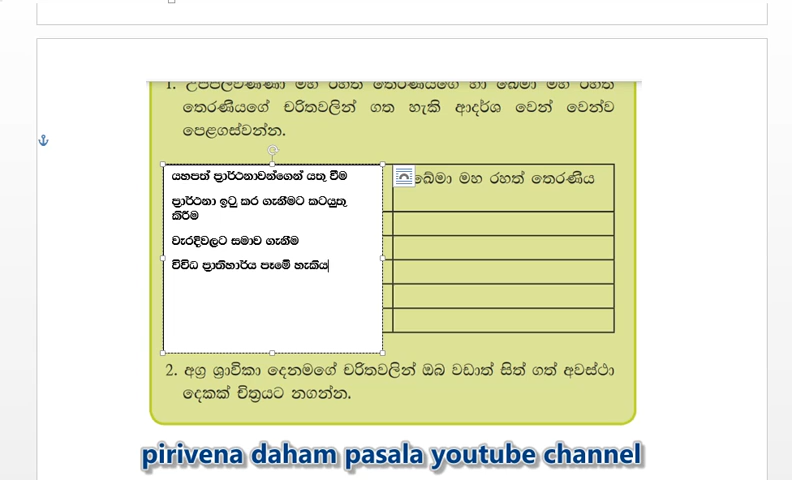 1. උප්පලවණ්ණා මහ රහත් තෙරණියගේ හා ඛේමා මහ රහත්
තෙරණියගේ චරිතවලින් ගත හැකි ආදර්ශ වෙන් වෙන්ව
පෙළගස්වන්න.
යහපත් ප්‍රාර්ථනාවන්ගෙන් යතු වීම
ප්‍රාර්ථනා ඉටු කර ගැනීමට කටයුතු
කිරීම
වැරදිවලට සමාව ගැනීම
විවිධ ප්‍රාතිහාර්ය පෑමේ හැකිය
ඛේමා මහ රහත් තෙරණිය
2. අග්‍ර ශ්‍රාවිකා දෙනමගේ චරිතවලින් ඔබ වඩාත් සිත් ගත් අවස්ථා
දෙකක් චිත්‍රයට නගන්න.
pirivena daham pasala youtube channel